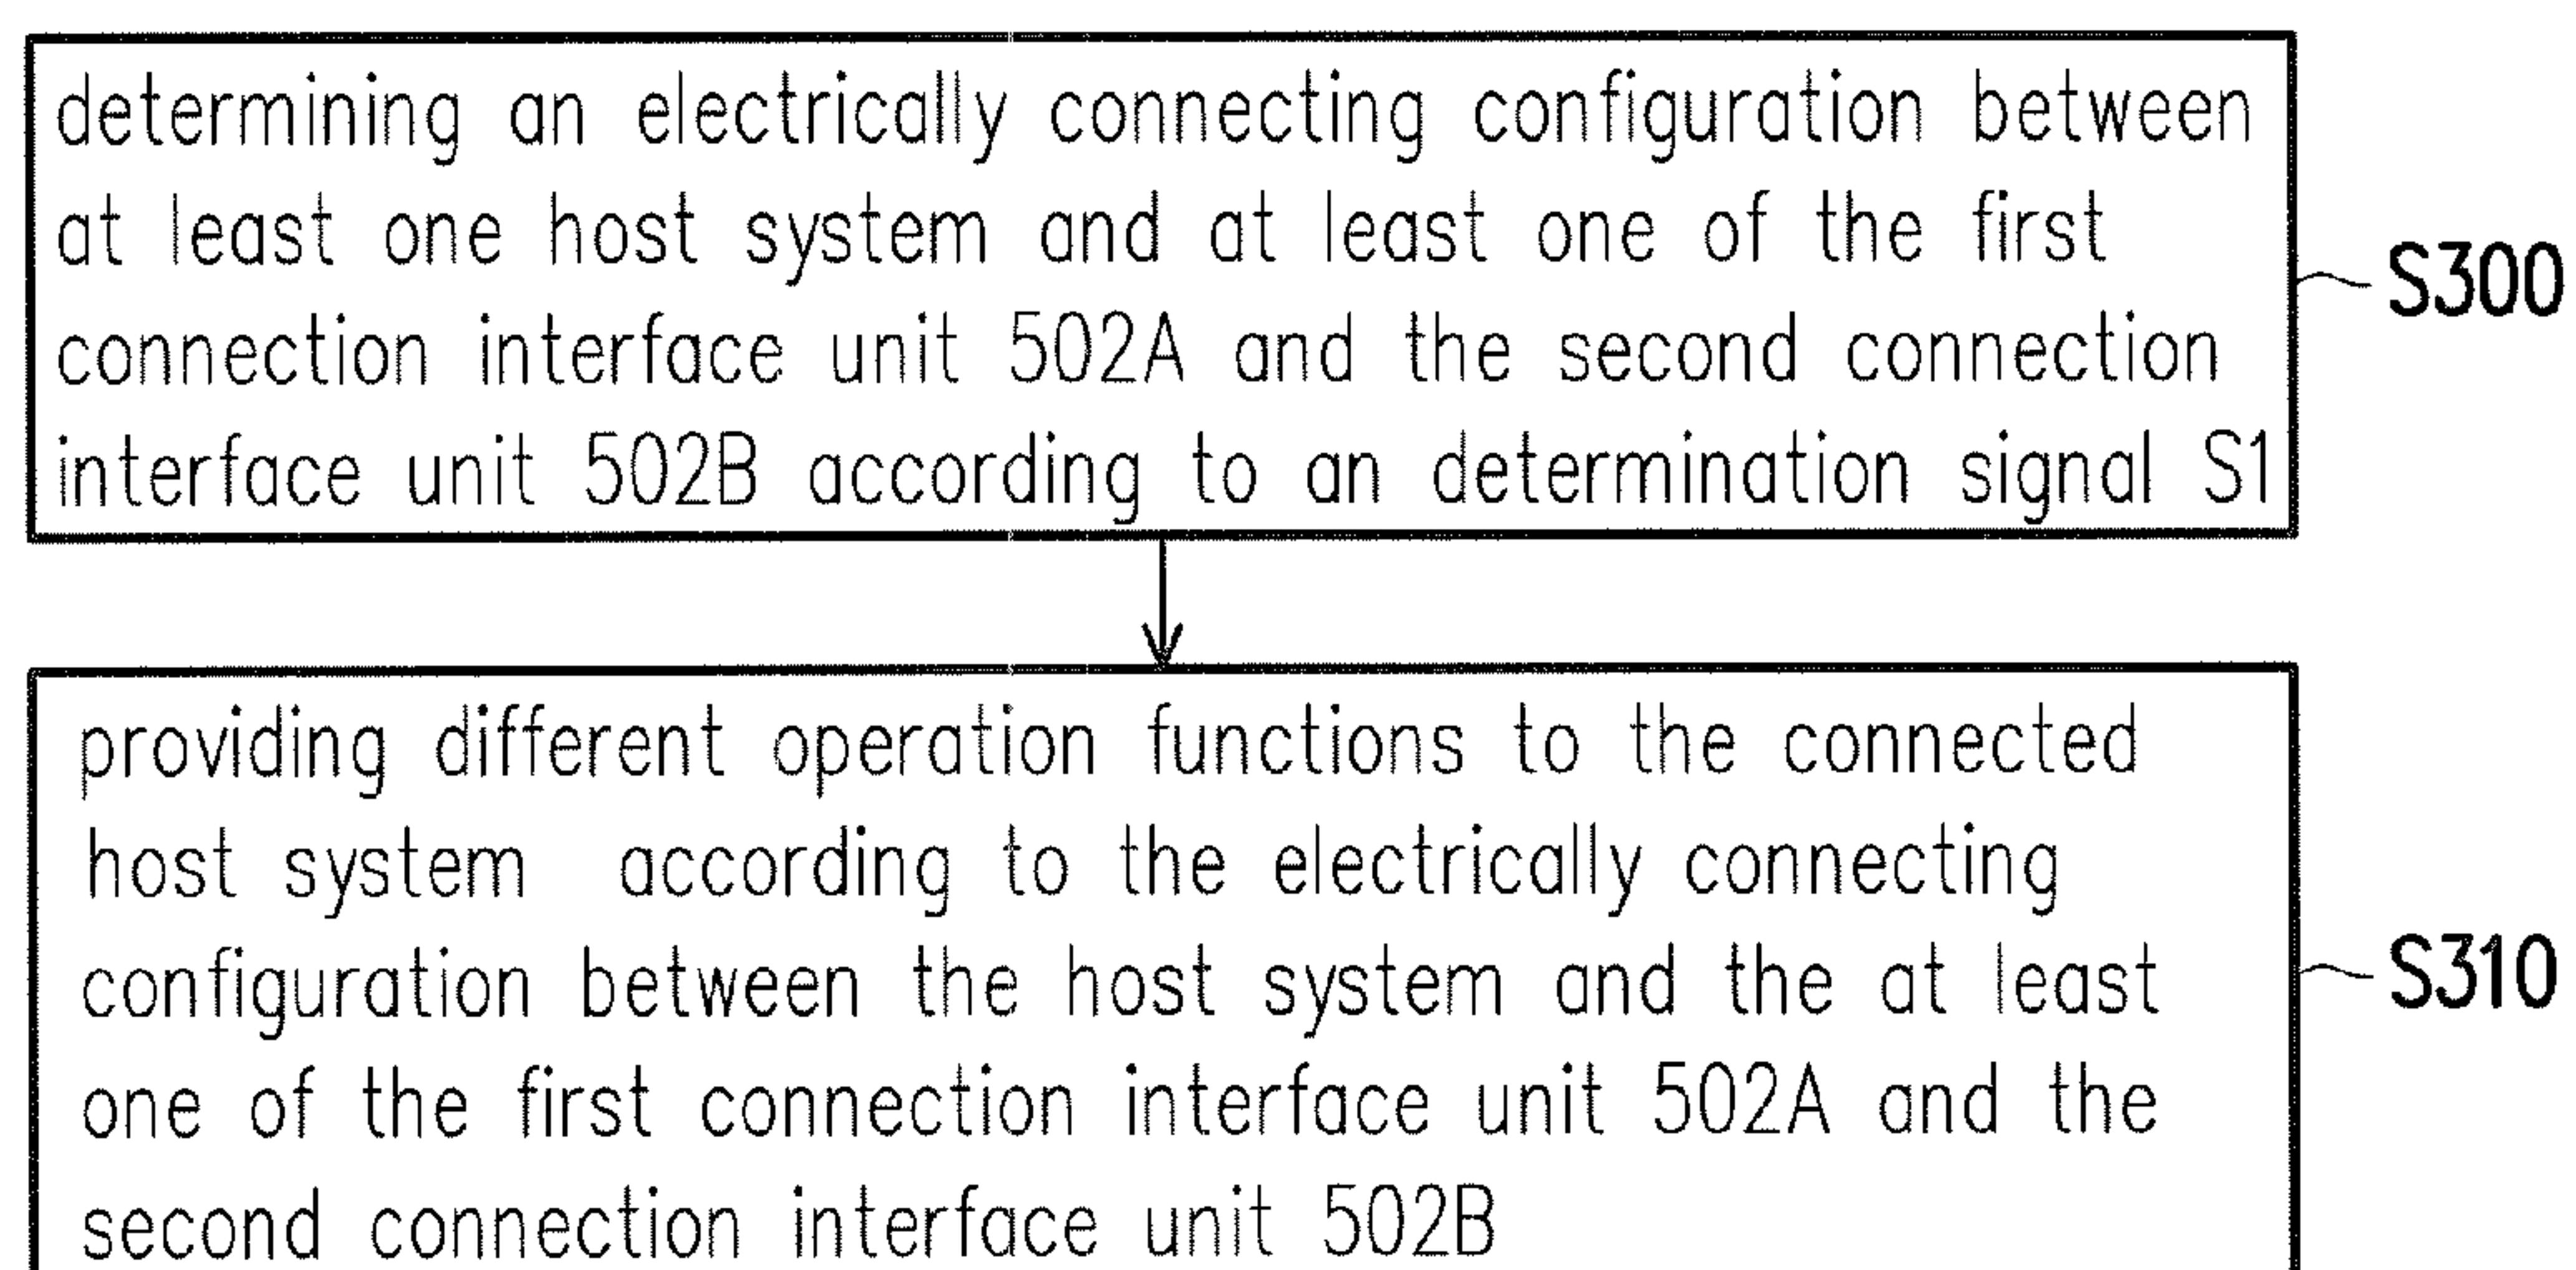 determining an electrically connecting configuration between
at least one host system and at least one of the first
connection interface unit 502A and the second connection
interface unit 502B according to an determination signal S1
S300
providing different operation functions to the connected
host system according to the electrically connecting
configuration between the host system and the at least
one of the first connection interface unit 502A and the
second connection interface unit 502B
S310